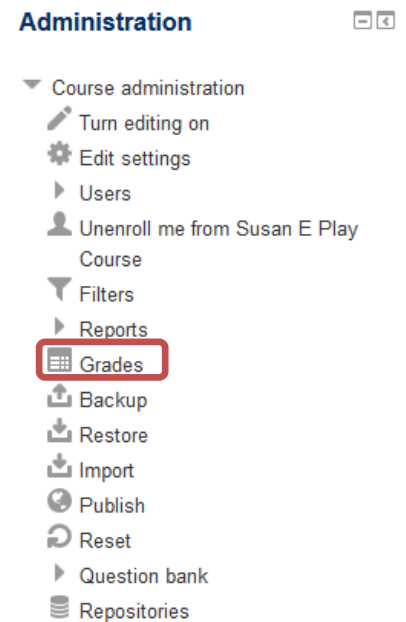 Administration
Course administration
Turn editing on
Edit settings
Users
Unenroll me from Susan E Play
Course
Filters
Reports
Grades
Backup
Restore
Import
Publish
Reset
Question bank
Repositories